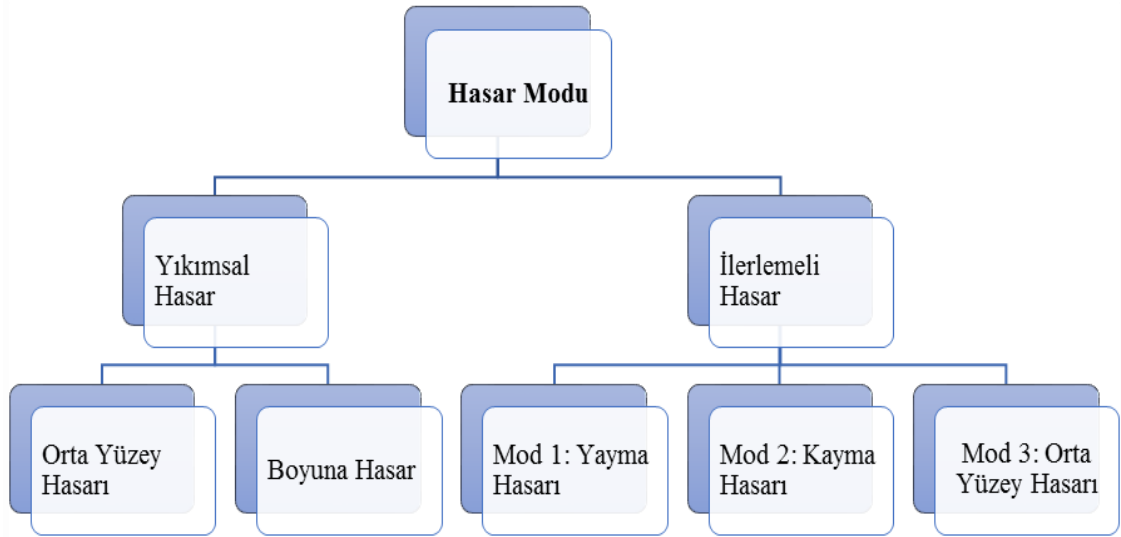 Hasar Modu
Yıkımsal
Hasar
İlerlemeli
Hasar
Orta Yüzey
Hasarı
Boyuna Hasar
Mod 1: Yayma
Hasarı
Mod 2: Kayma
Hasarı
Mod 3: Orta
Yüzey Hasarı